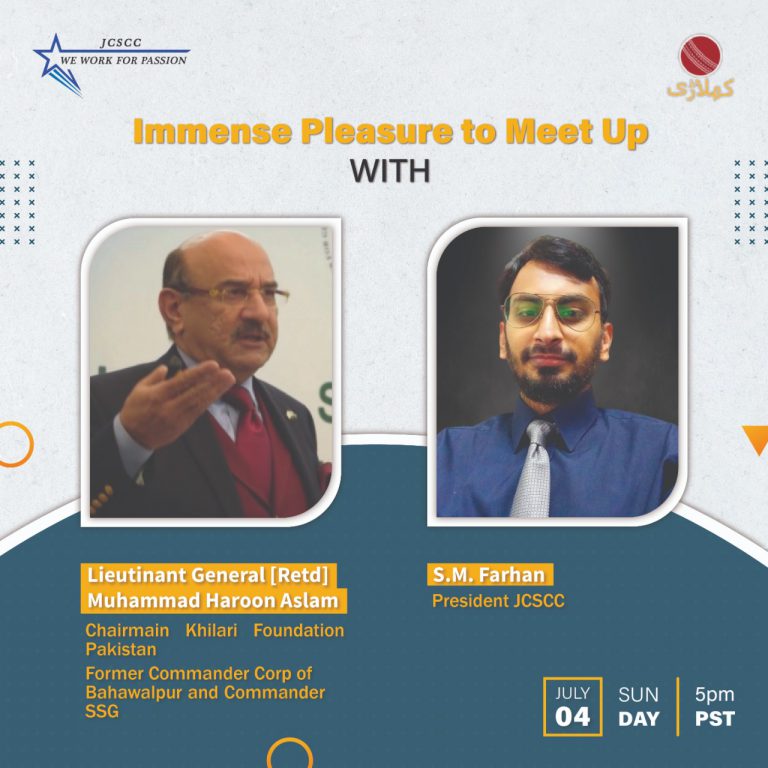 JCSCC
WE WORK FOR PASSION
کھلاڑی
Immense Pleasure to Meet Up
WITH
Lieutinant General [Retd]
Muhammad Haroon Aslam
Chairmain Khilari Foundation
Pakistan
Former Commander Corp of
Bahawalpur and Commander
SSG
S.M. Farhan
President JCSCC
JULY
04
SUN
DAY
5pm
PST